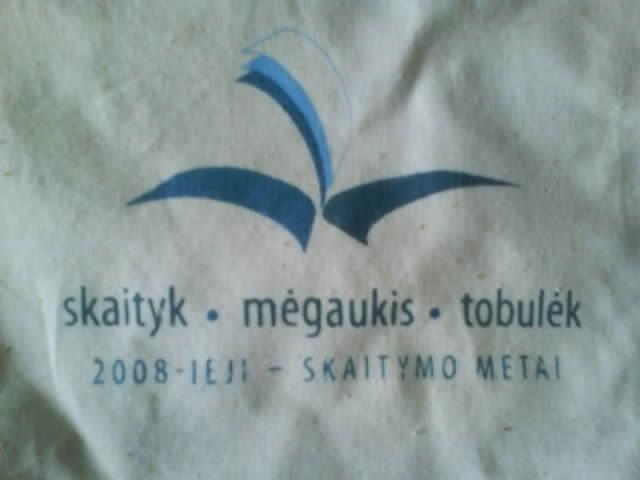 skaityk • mėgaukis • tobulėk
2008-IEJI – SKAITYMO METAI